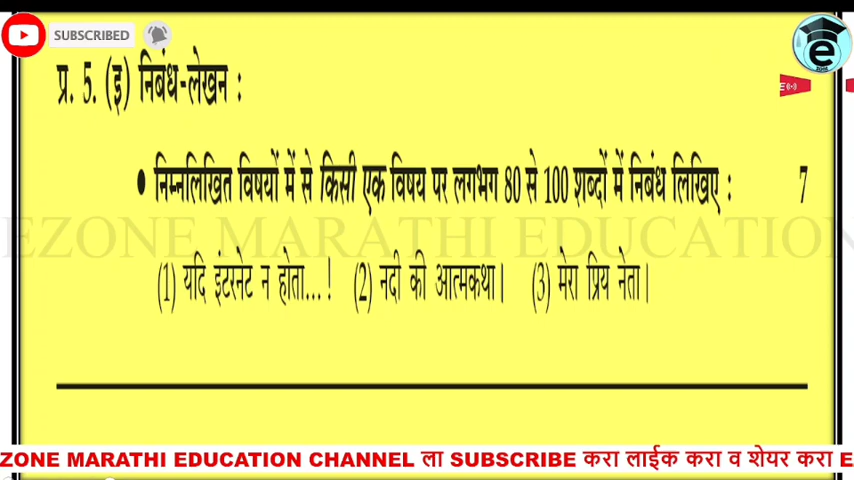 SUBSCRIBED
e
प्र. 5. (इ) निबंध-लेखन :
• निम्नलिखित विषयों में से किसी एक विषय पर लगभग 80 से 100 शब्दों में निबंध लिखिए : 7
EZONE MARATHI EDUCATION
(1) यदि इंटरनेट न होता...! (2) नदी की आत्मकथा। (3) मेरा प्रिय नेता।
ZONE MARATHI EDUCATION CHANNEL ला SUBSCRIBE करा लाईक करा व शेयर करा E